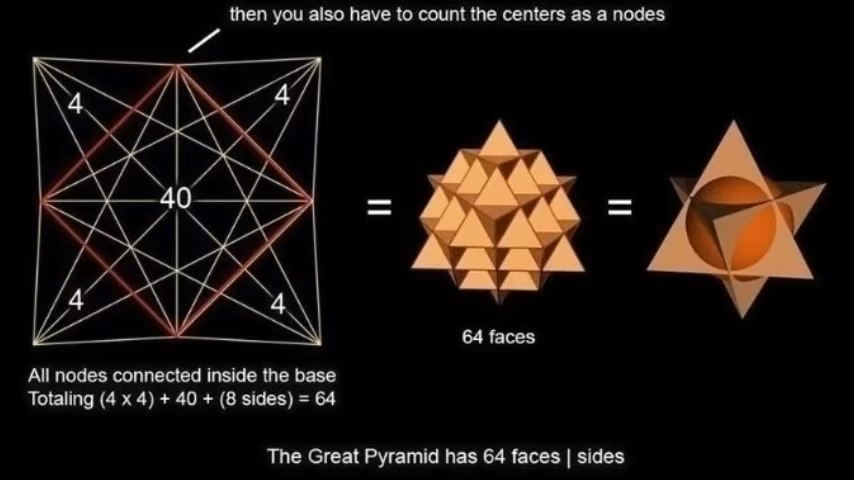 then you also have to count the centers as a nodes
4
4
40
=
=
4
4
64 faces
All nodes connected inside the base
Totaling (4 x 4) + 40 + (8 sides) = 64
The Great Pyramid has 64 faces | sides